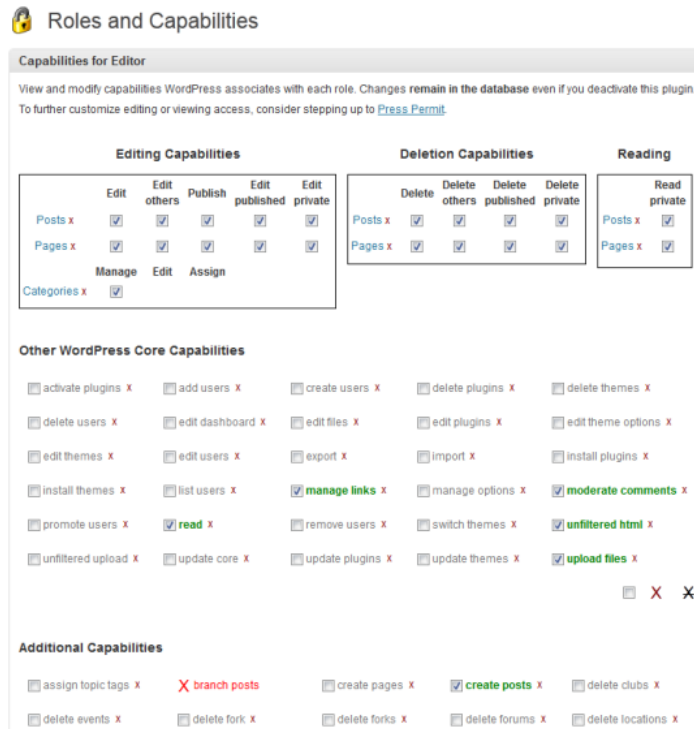 Roles and Capabilities
Capabilities for Editor
View and modify capabilities WordPress associates with each role. Changes remain in the database even if you deactivate this plugin
To further customize editing or viewing access, consider stepping up to Press Permit.
Editing Capabilities Deletion Capabilities Reading
Edit Edit others Publish Edit published Edit private Delete Delete others Delete published Delete private Read private
Posts x Posts x Posts x
Pages x Pages x Pages x
Manage Edit Assign
Categories x
Other WordPress Core Capabilities
activate plugins x add users x create users x delete plugins x delete themes x
delete users x edit dashboard x edit files x edit plugins x edit theme options x
edit themes x edit users x export x import x install plugins x
install themes x list users x manage links x manage options x moderate comments x
promote users x read x remove users x switch themes x unfiltered html x
unfiltered upload x update core x update plugins x update themes x upload files x
X X
Additional Capabilities
assign topic tags x X branch posts create pages x create posts x delete clubs x
delete events x delete fork x delete forks x delete forums x delete locations x